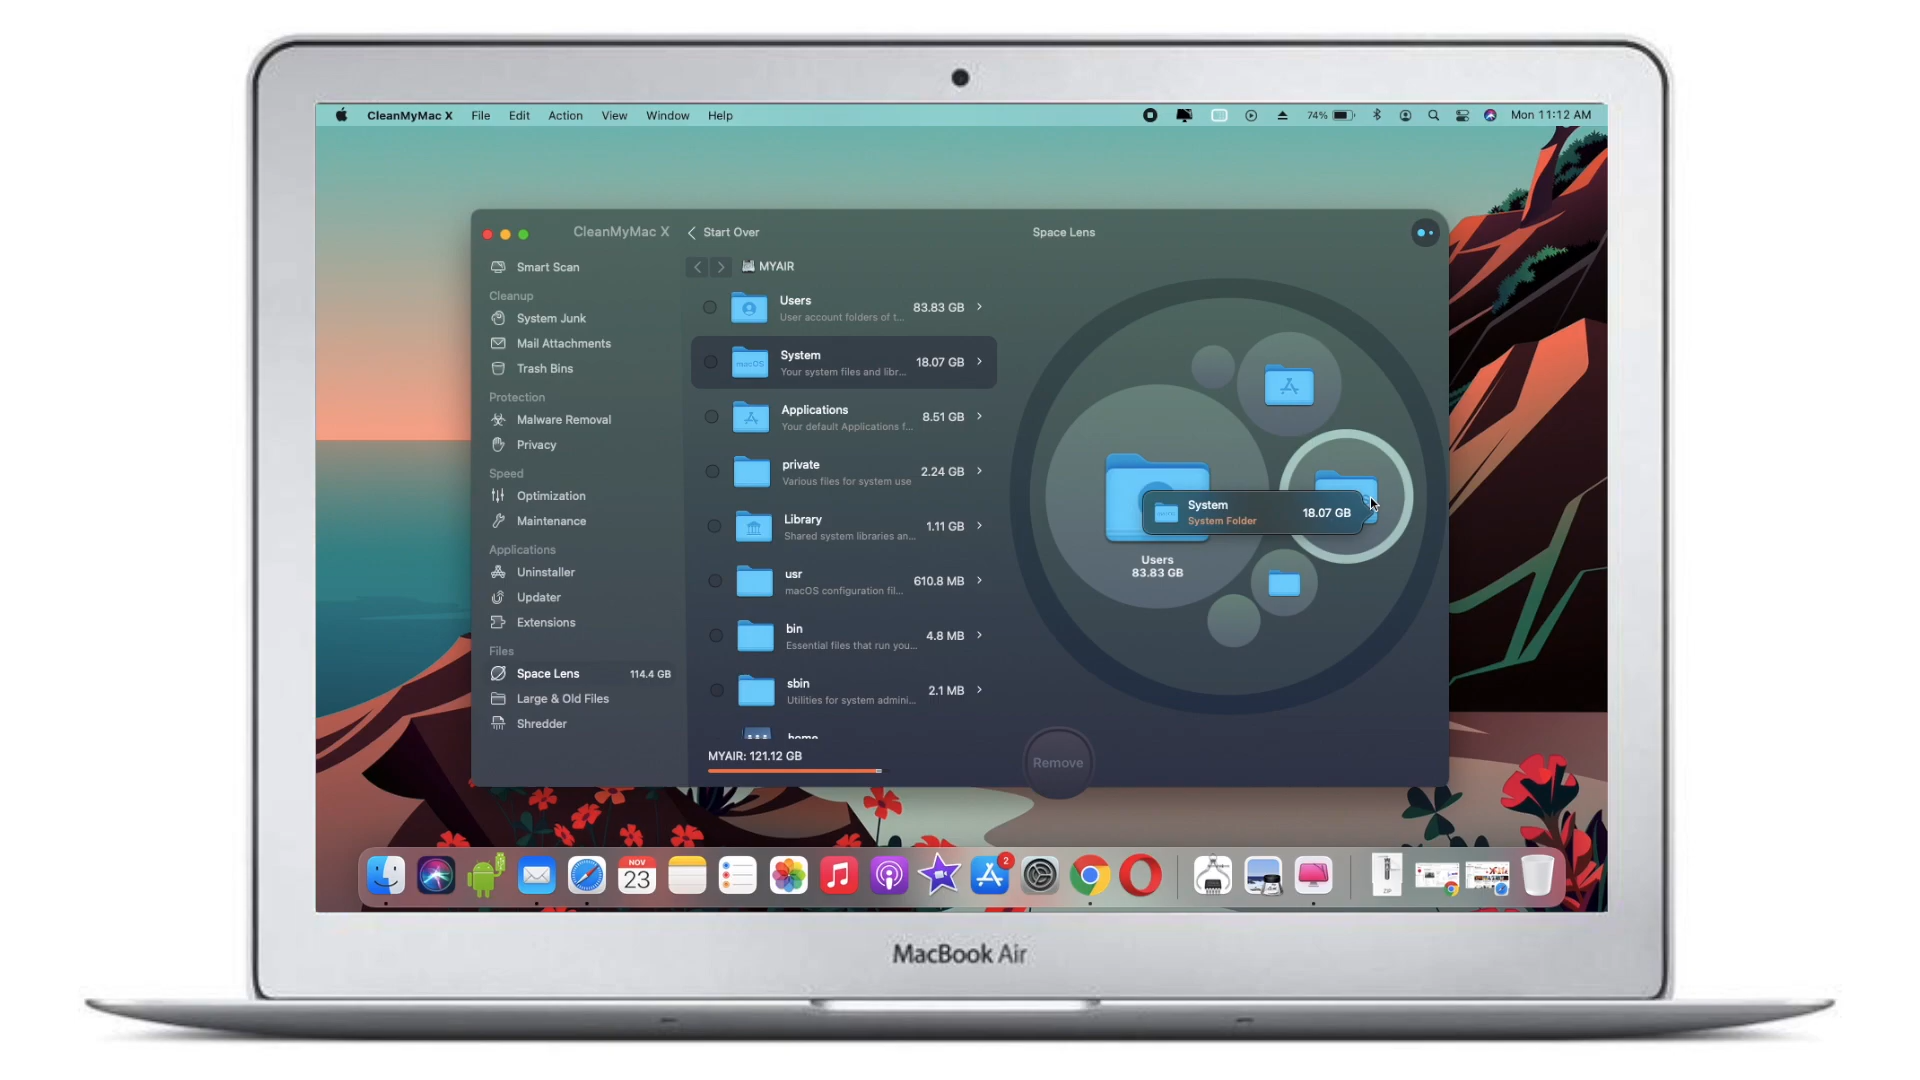 CleanMyMac X File Edit Action View Window Help 74% Mon 11:12 AM
CleanMyMac X
Start Over
Space Lens
Smart Scan
Cleanup
System Junk
Mail Attachments
Trash Bins
Protection
Malware Removal
Privacy
Speed
Optimization
Maintenance
Applications
Uninstaller
Updater
Extensions
Files
Space Lens 114.4 GB
Large & Old Files
Shredder
MYAIR
Users
User account folders of t...
83.83 GB
macOS
System
Your system files and libr...
18.07 GB
Applications
Your default Applications f...
8.51 GB
private
Various files for system use
2.24 GB
Library
Shared system libraries an...
1.11 GB
usr
macOS configuration fil...
610.8 MB
bin
Essential files that run you...
4.8 MB
sbin
Utilities for system admini...
2.1 MB
home
MYAIR: 121.12 GB
System
System Folder
18.07 GB
Users
83.83 GB
Remove
NOV
23
2
ZIP
MacBook Air